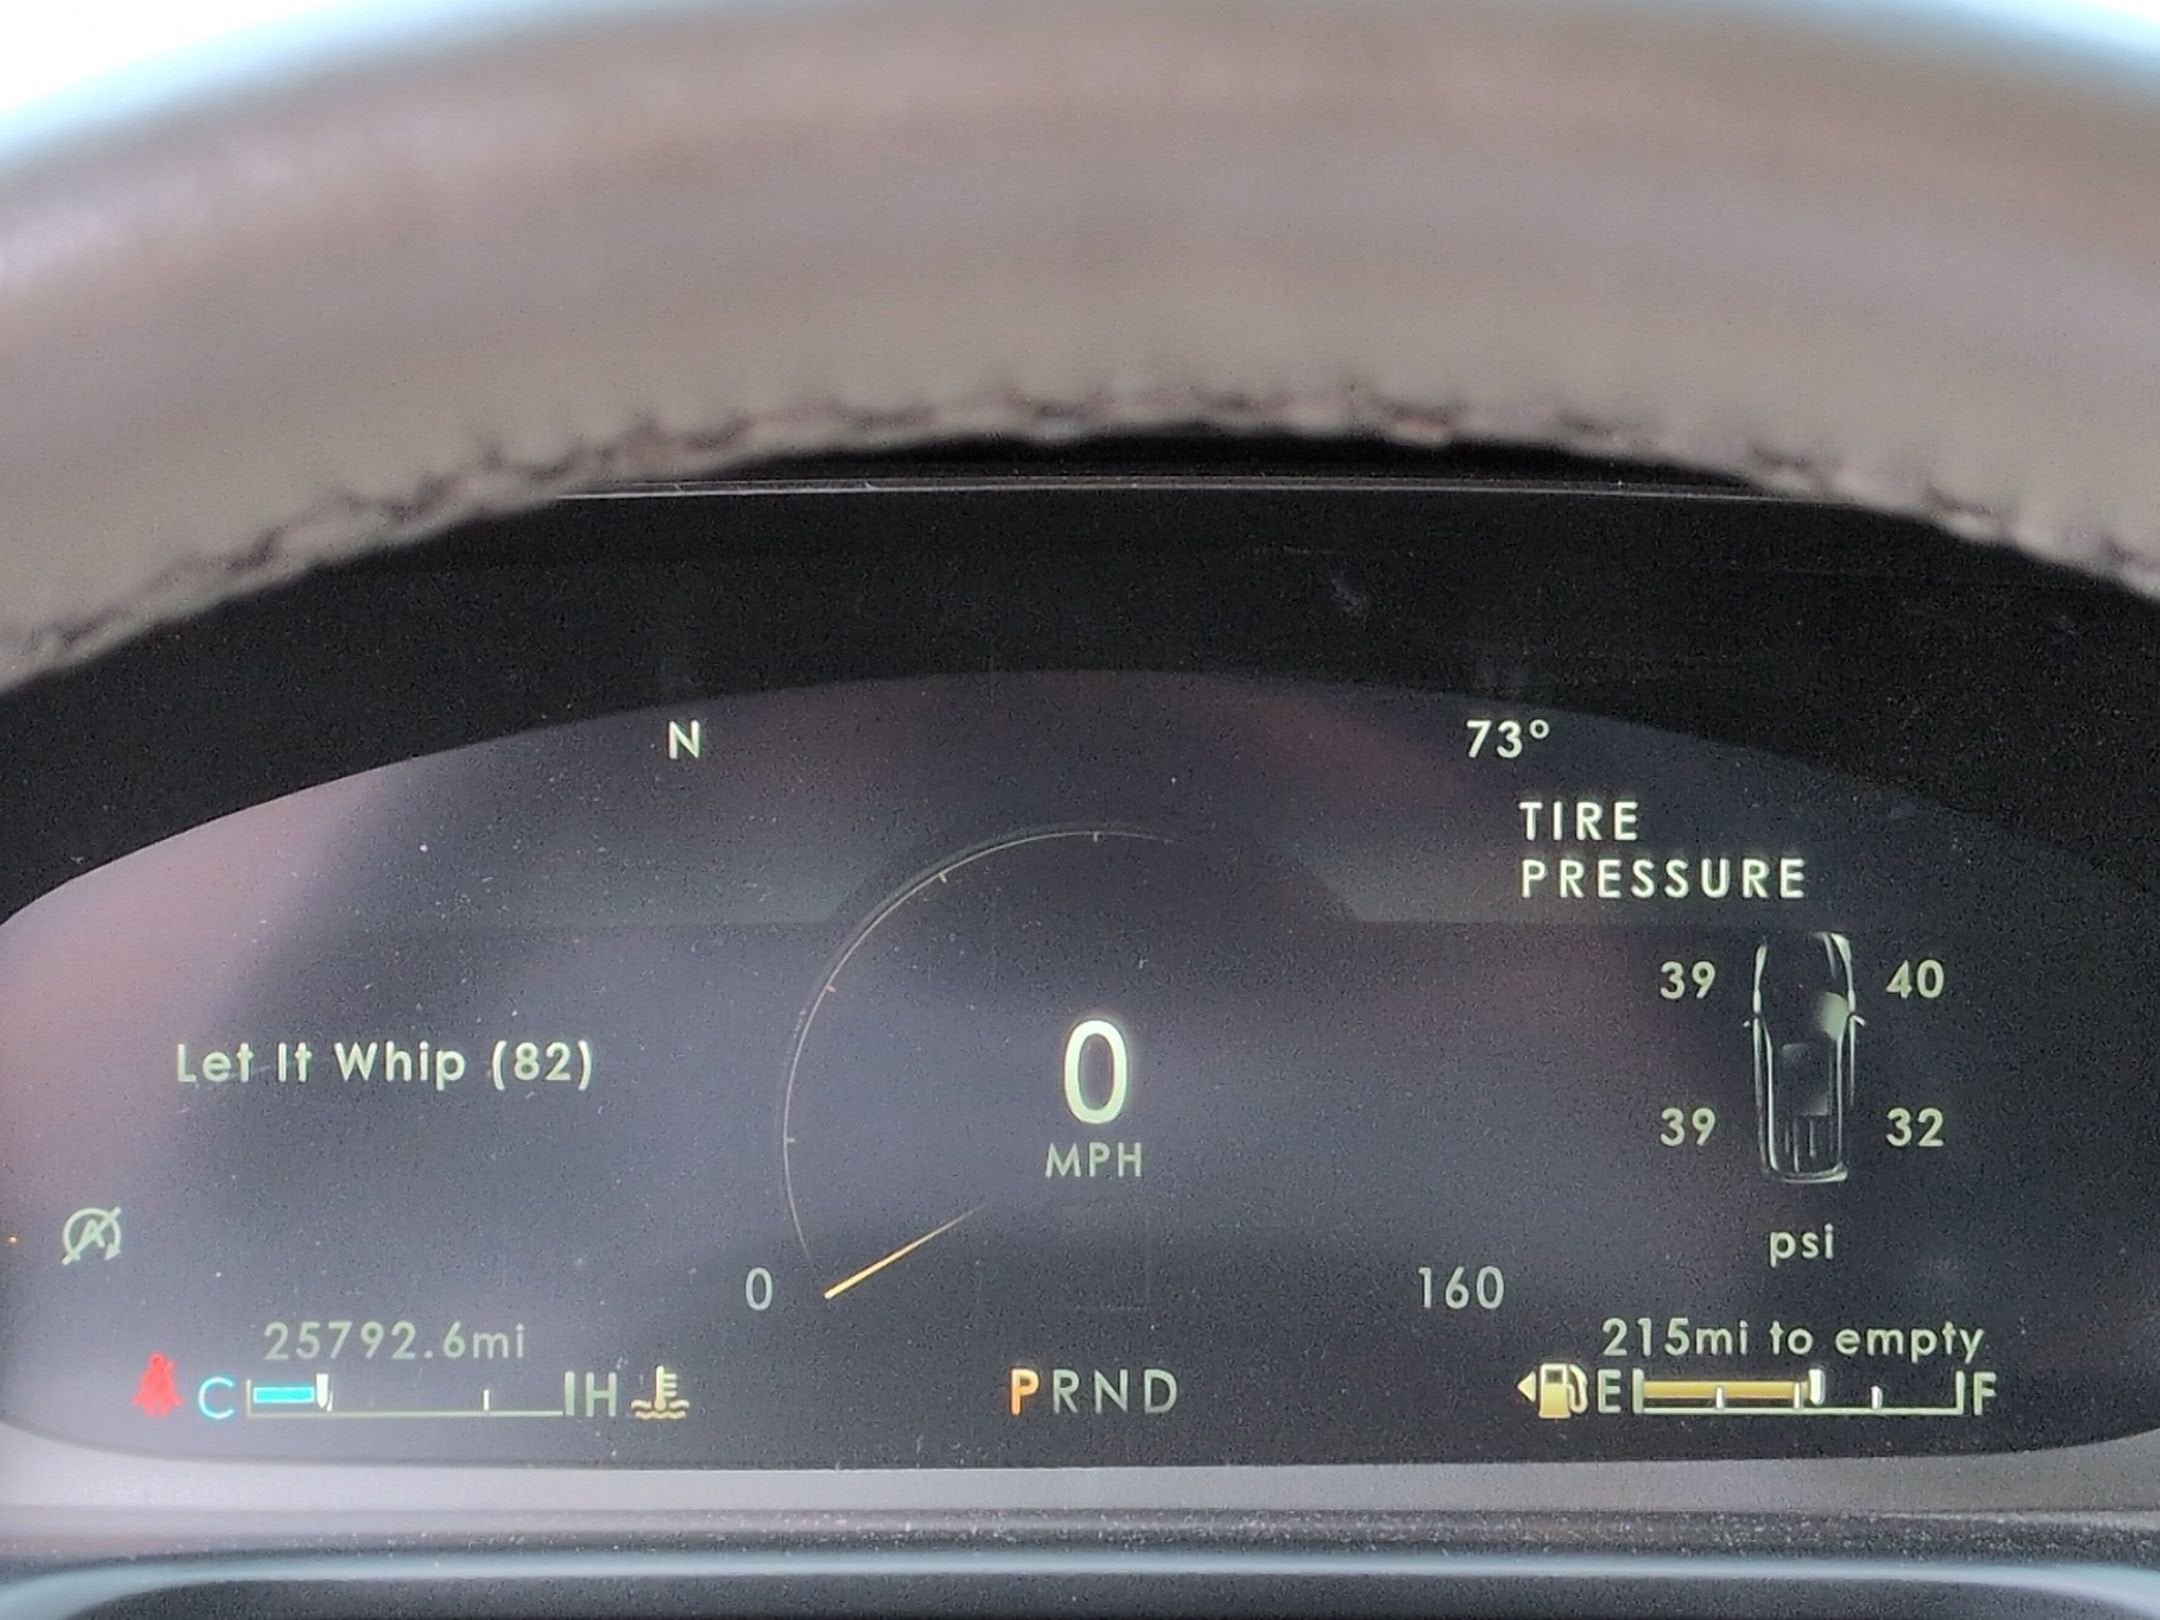 N
73°
TIRE
PRESSURE
39 40
Let It Whip (82)
0
MPH
39 32
psi
0 160
25792.6mi
215mi to empty
C H
PRND
E F